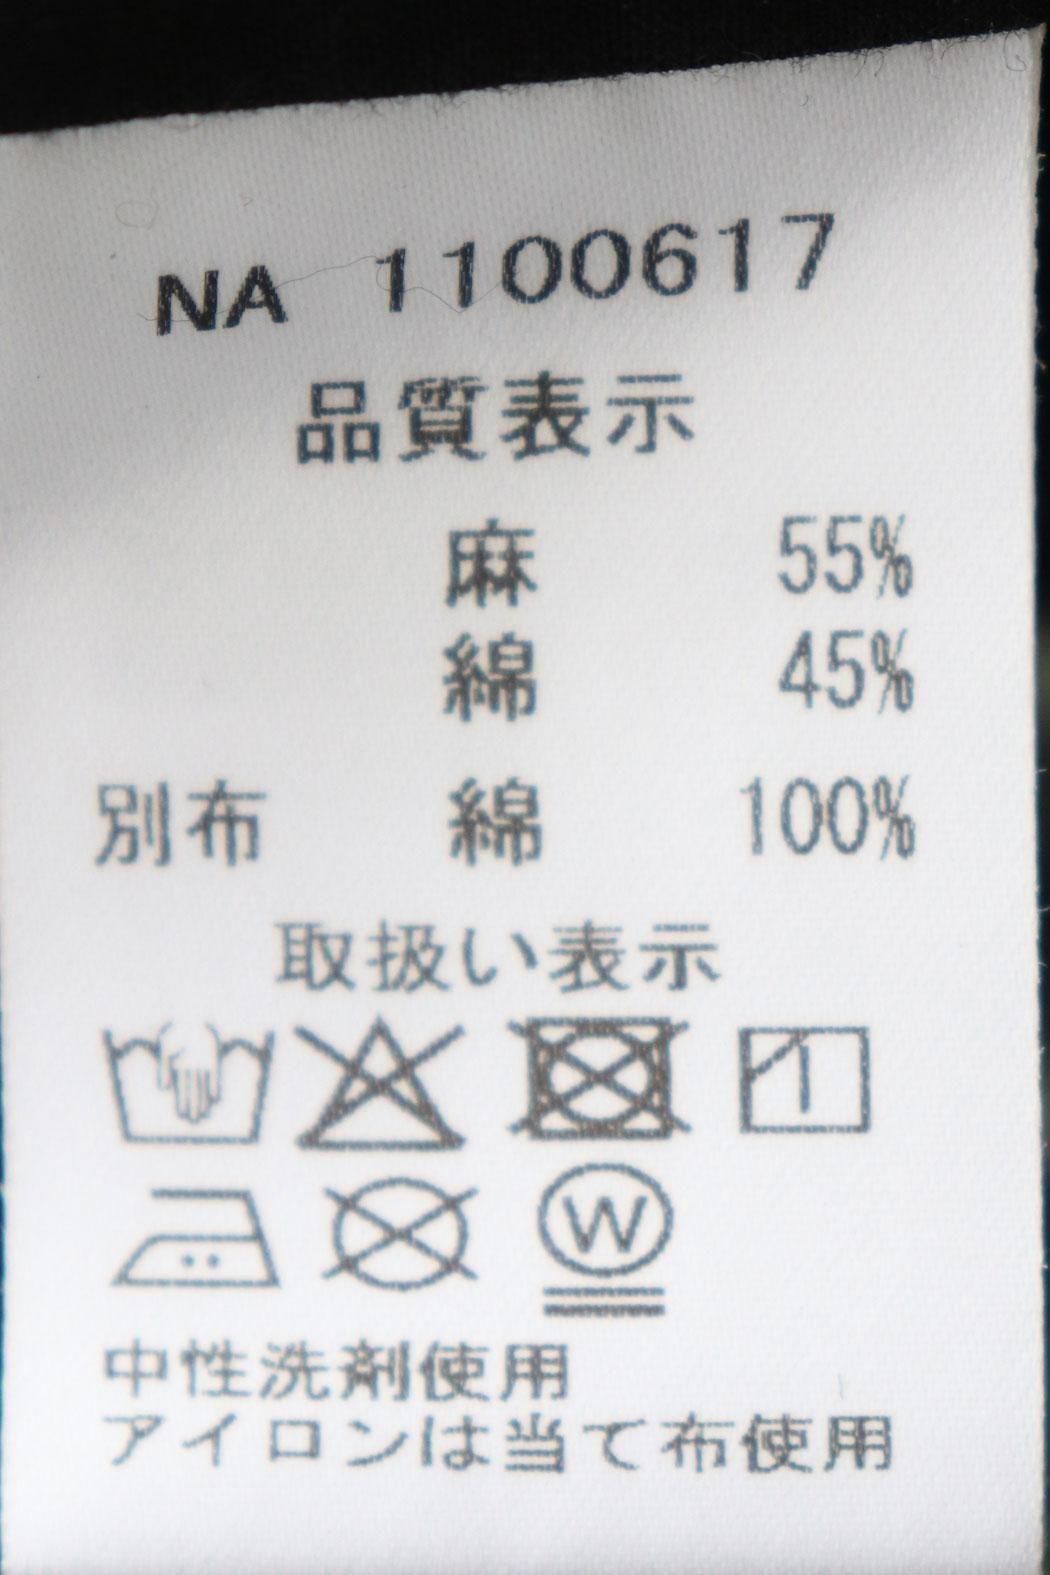 NA 1100617
品質表示
麻 55%
綿 45%
別布 綿 100%
取扱い表示
W
中性洗剤使用
アイロンは当て布使用